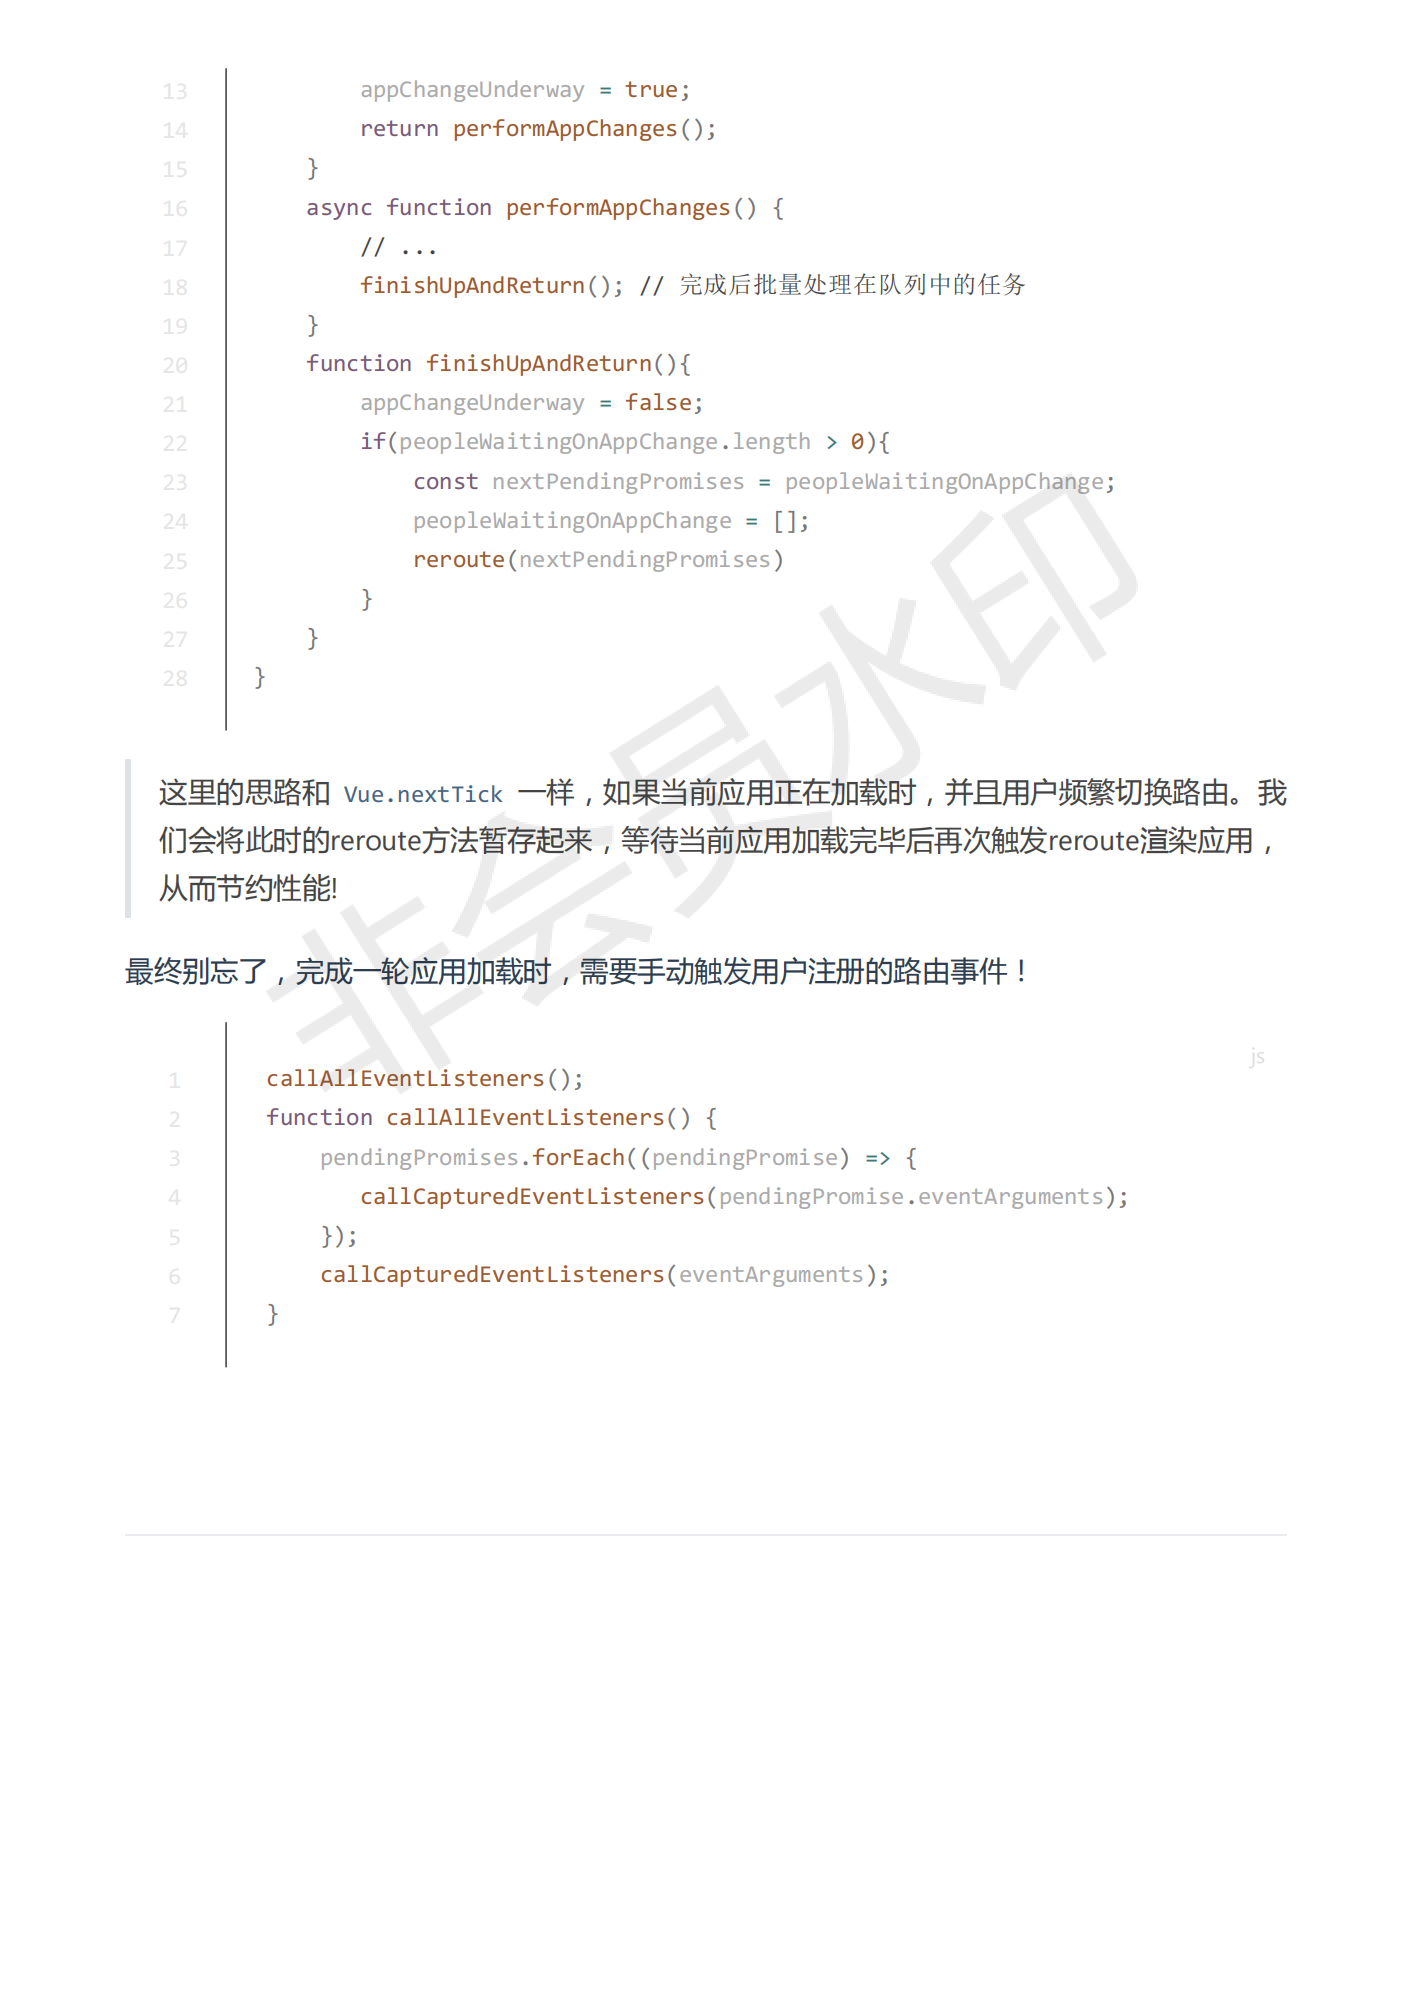 13 appChangeUnderway = true;
14 return performAppChanges();
15 }
16 async function performAppChanges() {
17 // ...
18 finishUpAndReturn(); // 完成后批量处理在队列中的任务
19 }
20 function finishUpAndReturn(){
21 appChangeUnderway = false;
22 if(peopleWaitingOnAppChange.length > 0){
23 const nextPendingPromises = peopleWaitingOnAppChange;
24 peopleWaitingOnAppChange = [];
25 reroute(nextPendingPromises)
26 }
27 }
28 }
这里的思路和 Vue.nextTick 一样，如果当前应用正在加载时，并且用户频繁切换路由。我
们会将此时的reroute方法暂存起来，等待当前应用加载完毕后再次触发reroute渲染应用，
从而节约性能!
最终别忘了，完成一轮应用加载时，需要手动触发用户注册的路由事件！
js
1 callAllEventListeners();
2 function callAllEventListeners() {
3 pendingPromises.forEach((pendingPromise) => {
4 callCapturedEventListeners(pendingPromise.eventArguments);
5 });
6 callCapturedEventListeners(eventArguments);
7 }
非会员水印